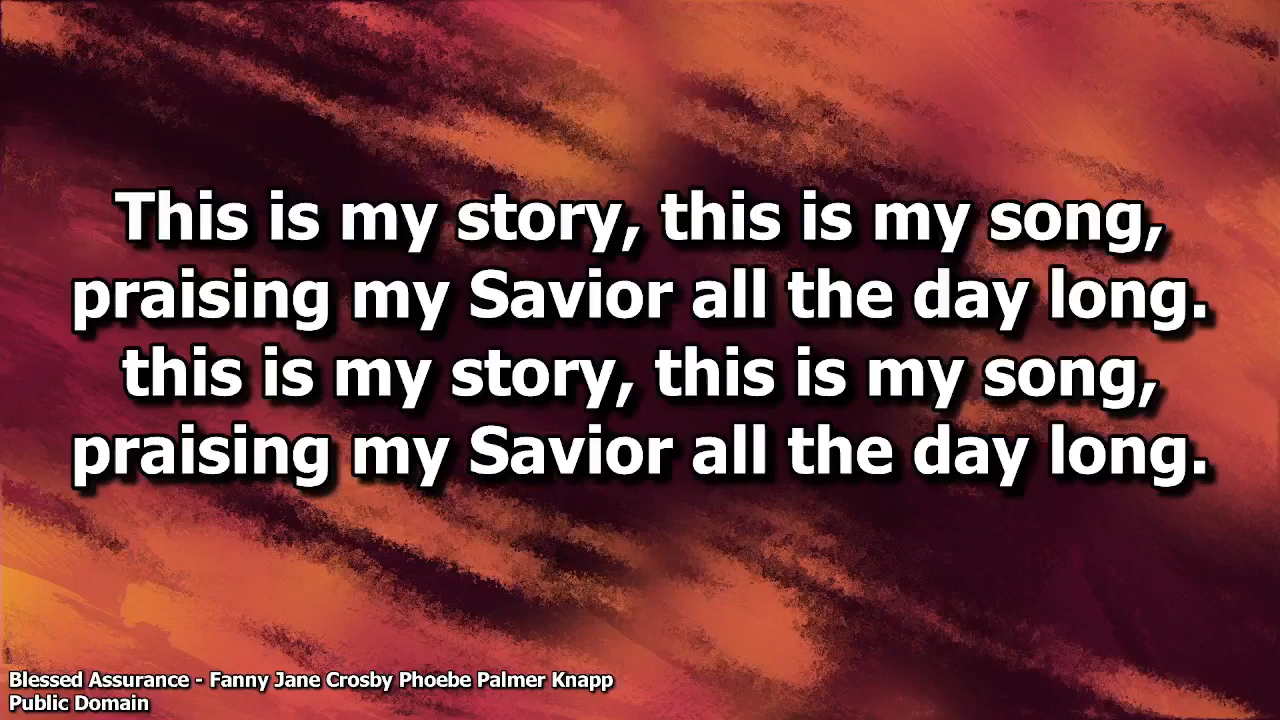 This is my story, this is my song,
praising my Savior all the day long.
this is my story, this is my song,
praising my Savior all the day long.
Blessed Assurance - Fanny Jane Crosby Phoebe Palmer Knapp
Public Domain